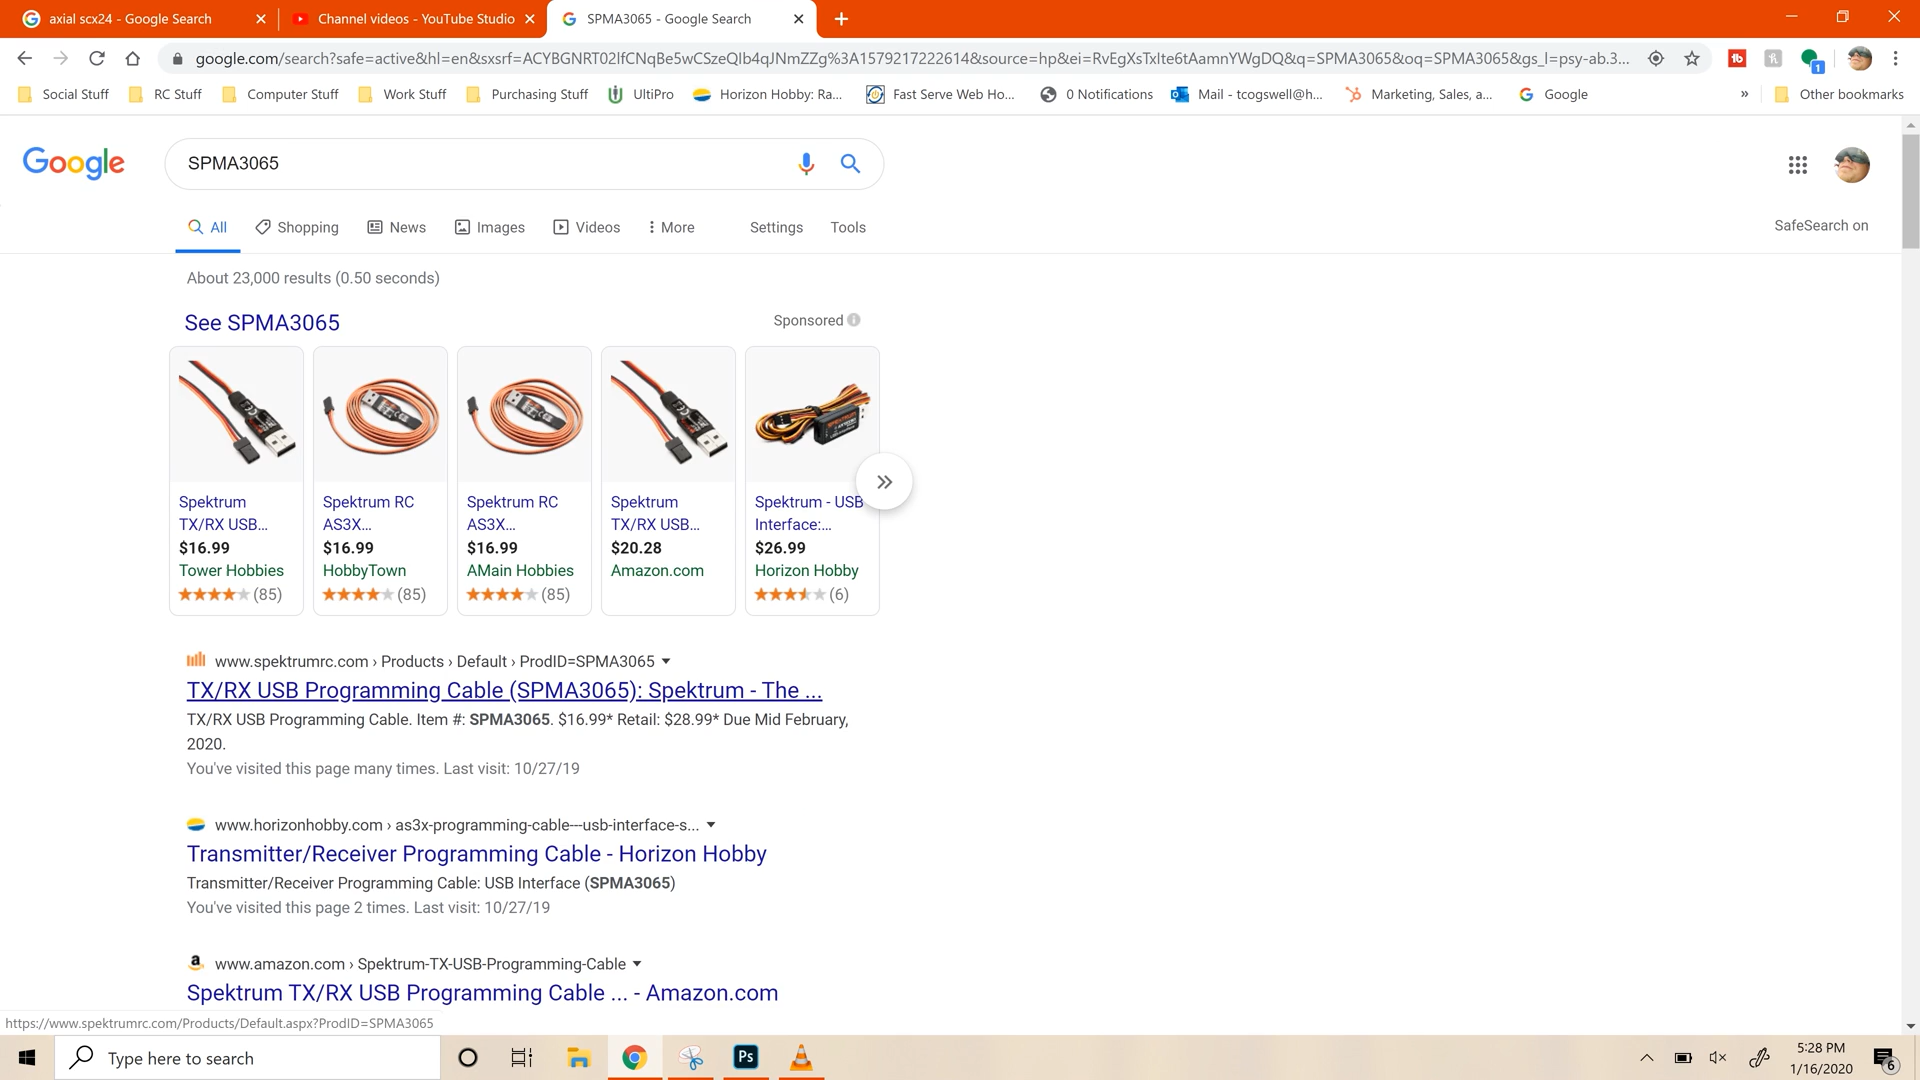 axial scx24 - Google Search
Channel videos - YouTube Studio
SPMA3065 - Google Search
google.com/search?safe=active&hl=en&sxsrf=ACYBGNRT02lfCNqBe5wCSzeQIb4qJNmZZg%3A1579217222614&source=hp&ei=RvEgXsTxIte6tAamnYWgDQ&q=SPMA3065&oq=SPMA3065&gs_l=psy-ab.3...
1
Social Stuff
RC Stuff
Computer Stuff
Work Stuff
Purchasing Stuff
UltiPro
Horizon Hobby: Ra...
Fast Serve Web Ho...
0 Notifications
Mail - tcogswell@h...
Marketing, Sales, a...
Google
»
Other bookmarks
Google
SPMA3065
All
Shopping
News
Images
Videos
More
Settings
Tools
SafeSearch on
About 23,000 results (0.50 seconds)
See SPMA3065
Sponsored
Spektrum
TX/RX USB...
$16.99
Tower Hobbies
(85)
Spektrum RC
AS3X...
$16.99
HobbyTown
(85)
Spektrum RC
AS3X...
$16.99
AMain Hobbies
(85)
Spektrum
TX/RX USB...
$20.28
Amazon.com
Spektrum - USB
Interface:...
$26.99
Horizon Hobby
(6)
www.spektrumrc.com › Products › Default › ProdID=SPMA3065
TX/RX USB Programming Cable (SPMA3065): Spektrum - The ...
TX/RX USB Programming Cable. Item #: SPMA3065. $16.99* Retail: $28.99* Due Mid February,
2020.
You've visited this page many times. Last visit: 10/27/19
www.horizonhobby.com › as3x-programming-cable---usb-interface-s...
Transmitter/Receiver Programming Cable - Horizon Hobby
Transmitter/Receiver Programming Cable: USB Interface (SPMA3065)
You've visited this page 2 times. Last visit: 10/27/19
www.amazon.com › Spektrum-TX-USB-Programming-Cable
Spektrum TX/RX USB Programming Cable ... - Amazon.com
https://www.spektrumrc.com/Products/Default.aspx?ProdID=SPMA3065
Type here to search
Ps
5:28 PM
1/16/2020
6